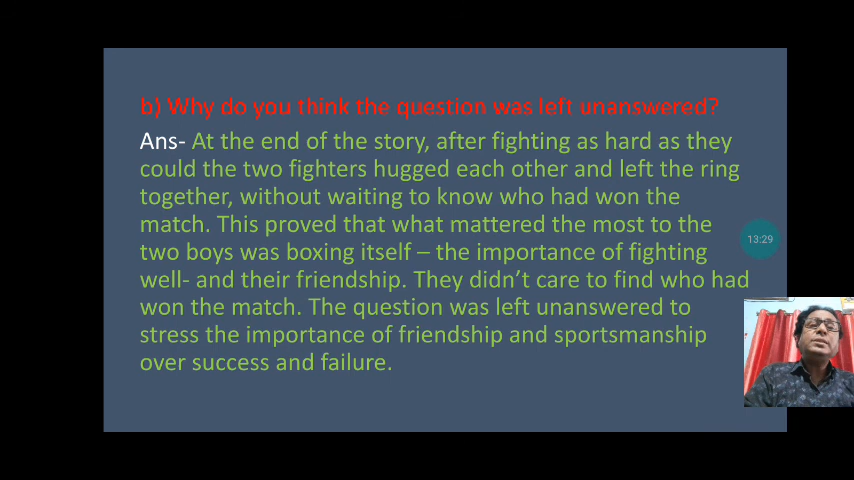 b) Why do you think the question was left unanswered?
Ans- At the end of the story, after fighting as hard as they
could the two fighters hugged each other and left the ring
together, without waiting to know who had won the
match. This proved that what mattered the most to the
two boys was boxing itself – the importance of fighting
well- and their friendship. They didn’t care to find who had
won the match. The question was left unanswered to
stress the importance of friendship and sportsmanship
over success and failure.
13:29